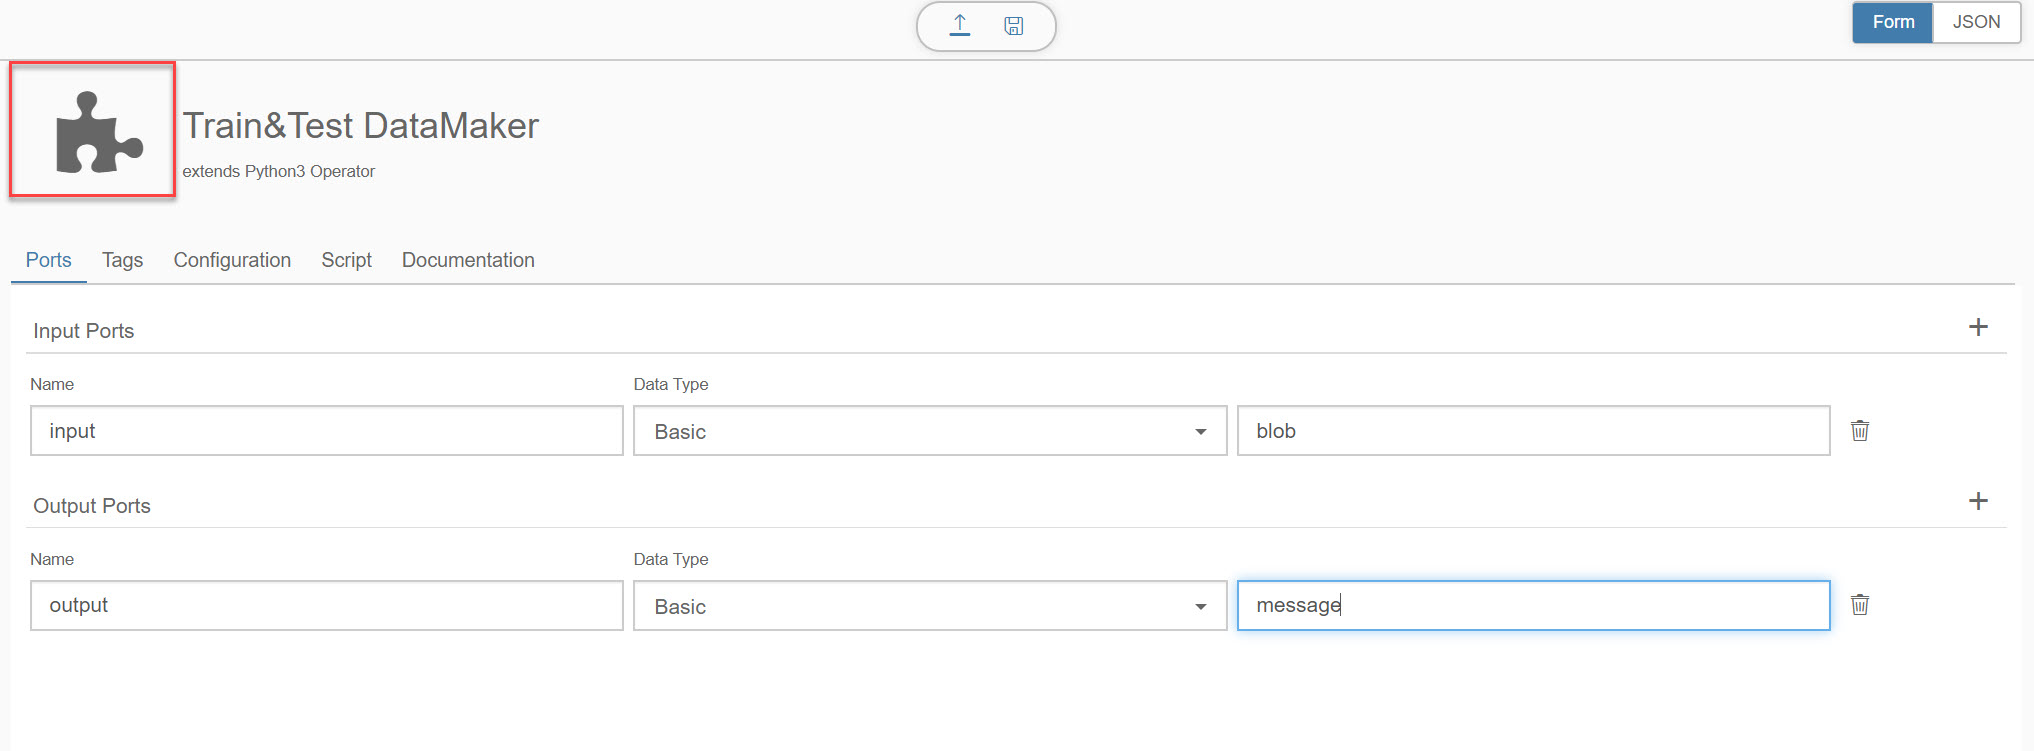 Form JSON
Train&Test DataMaker
extends Python3 Operator
Ports Tags Configuration Script Documentation
Input Ports
Name Data Type
input Basic blob
Output Ports
Name Data Type
output Basic message